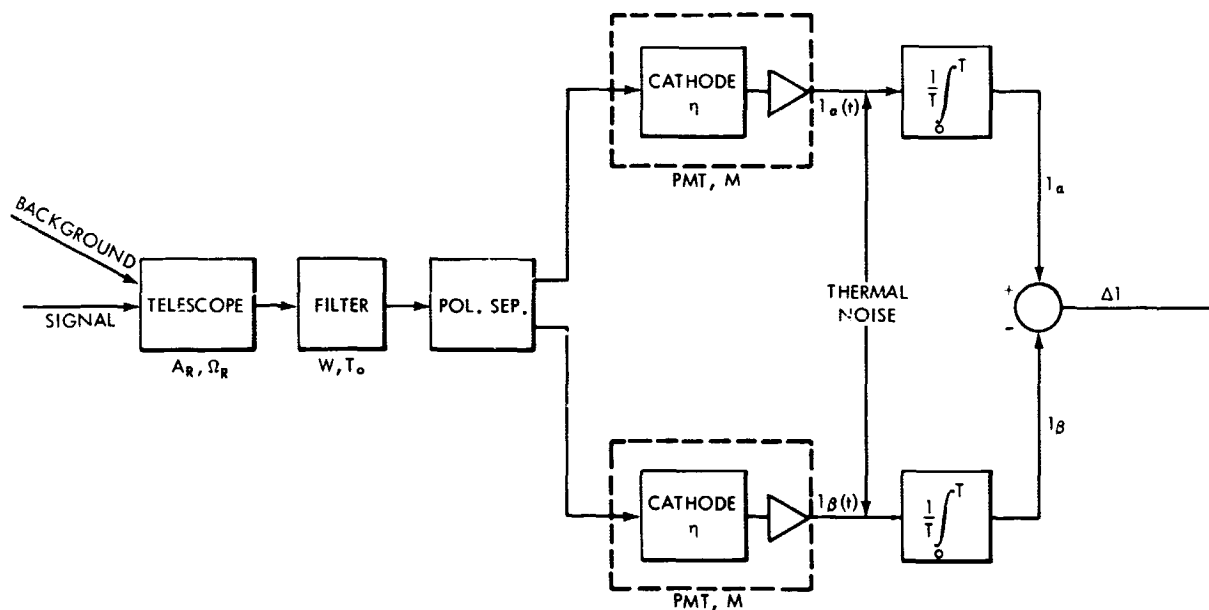 BACKGROUND
SIGNAL
TELESCOPE
A_R, Ω_R
FILTER
W, T_o
POL. SEP.
CATHODE
η
PMT, M
I_α(t)
1/T ∫_0^T
I_α
THERMAL
NOISE
+
-
ΔI
CATHODE
η
PMT, M
I_β(t)
1/T ∫_0^T
I_β